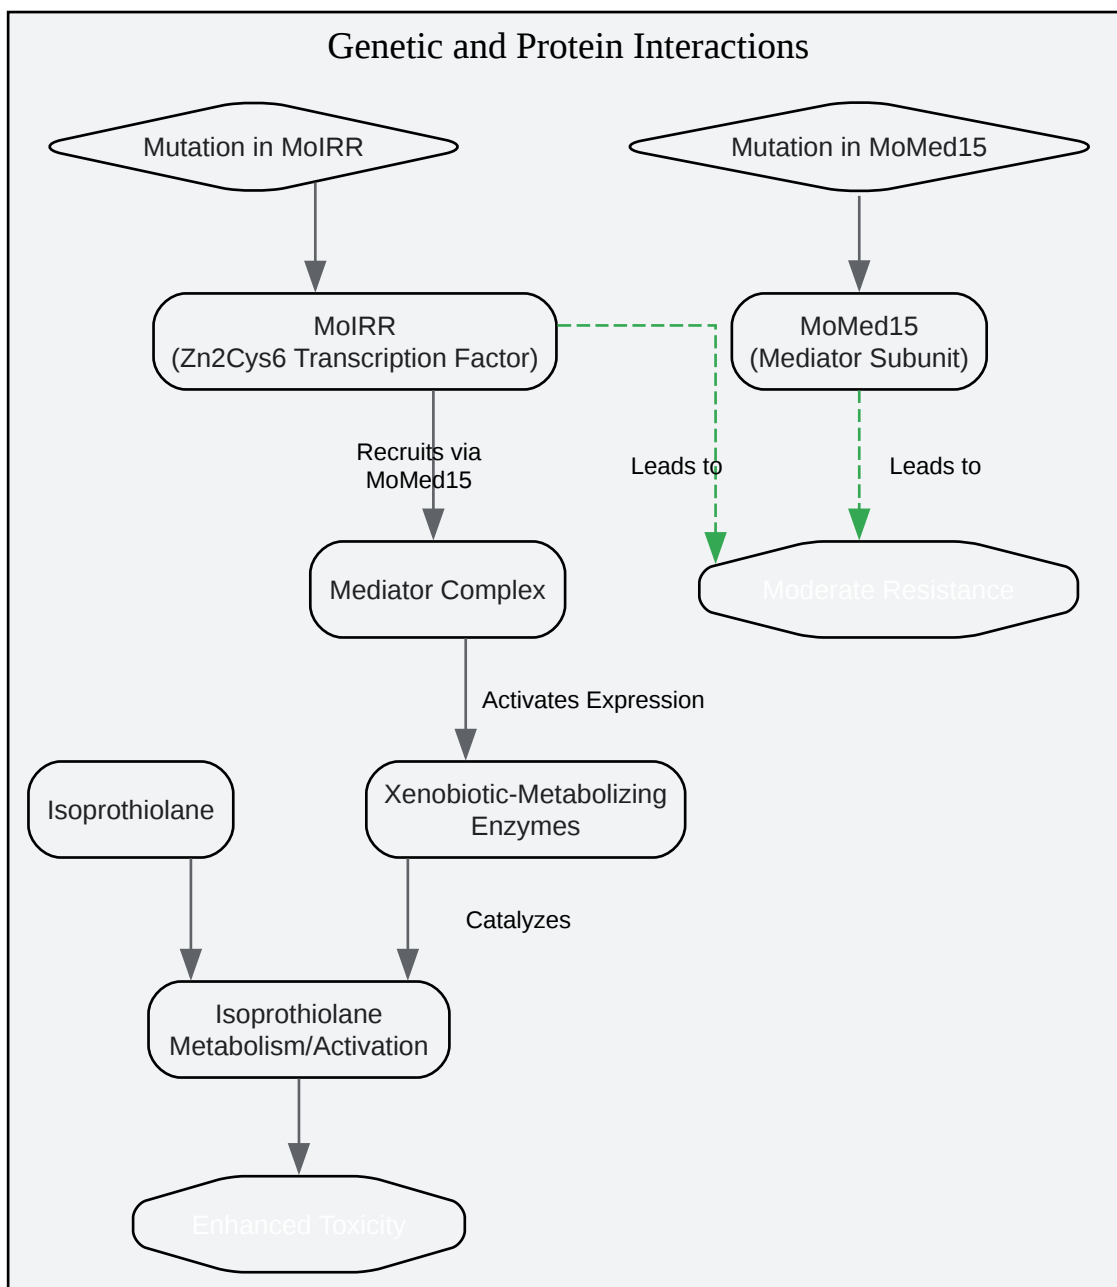 Genetic and Protein Interactions
Mutation in MoIRR
Mutation in MoMed15
MoIRR
(Zn2Cys6 Transcription Factor)
MoMed15
(Mediator Subunit)
Recruits via
MoMed15
Leads to
Leads to
Mediator Complex
Moderate Resistance
Activates Expression
Isoprothiolane
Xenobiotic-Metabolizing
Enzymes
Catalyzes
Isoprothiolane
Metabolism/Activation
Enhanced Toxicity